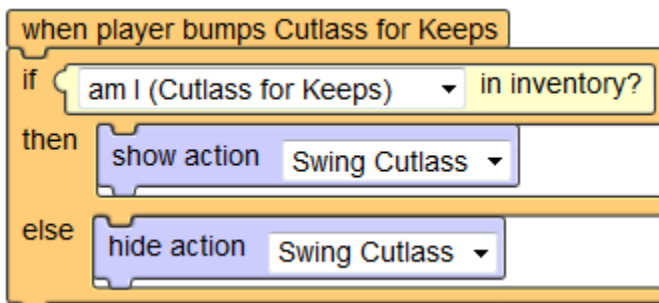 when player bumps Cutlass for Keeps
if am I (Cutlass for Keeps) in inventory?
then show action Swing Cutlass
else hide action Swing Cutlass